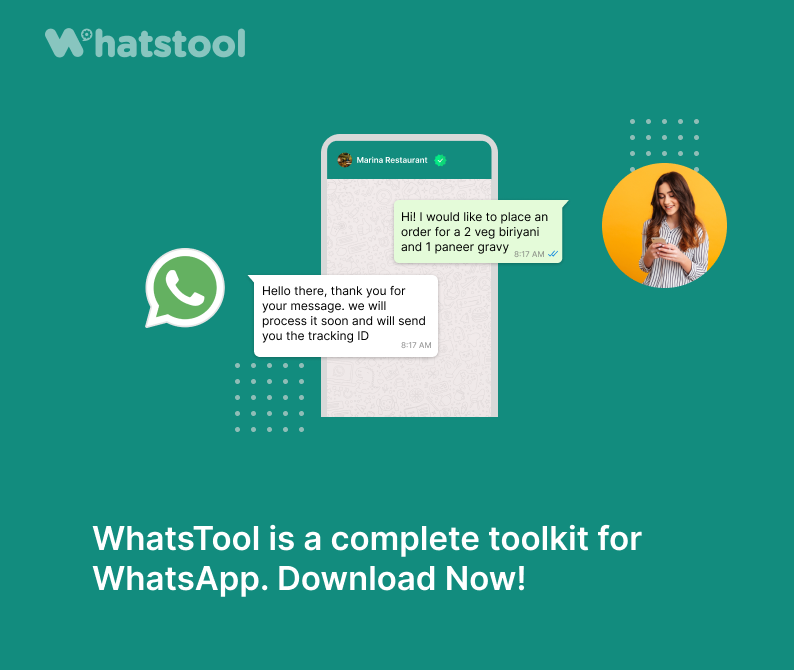 Whatstool
Marina Restaurant
Hi! I would like to place an
order for a 2 veg biriyani
and 1 paneer gravy
8:17 AM
Hello there, thank you for
your message. we will
process it soon and will send
you the tracking ID
8:17 AM
WhatsTool is a complete toolkit for
WhatsApp. Download Now!